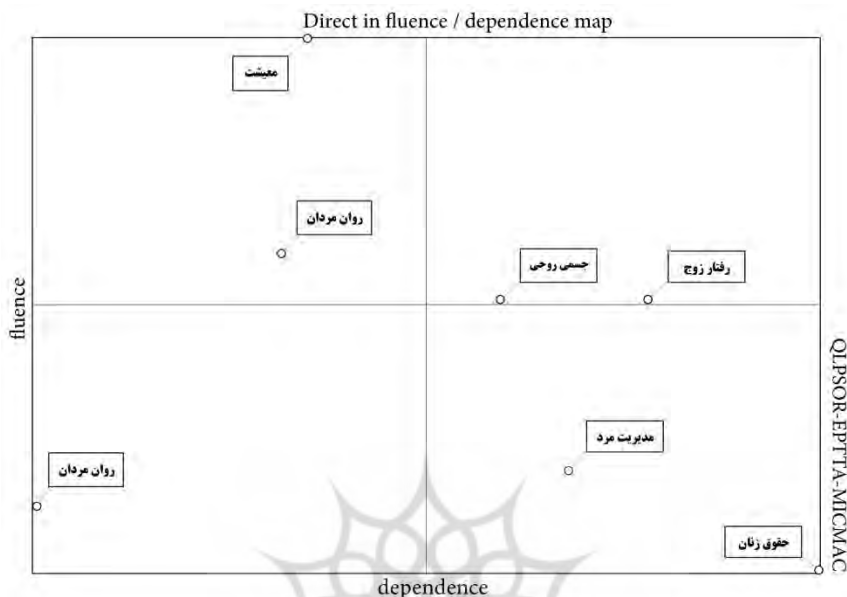 Direct in fluence / dependence map
معیشت
روان مردان
جسمی روحی
رفتار زوج
fluence
QLPSOR-EPTTA-MICMAC
مدیریت مرد
روان مردان
حقوق زنان
dependence